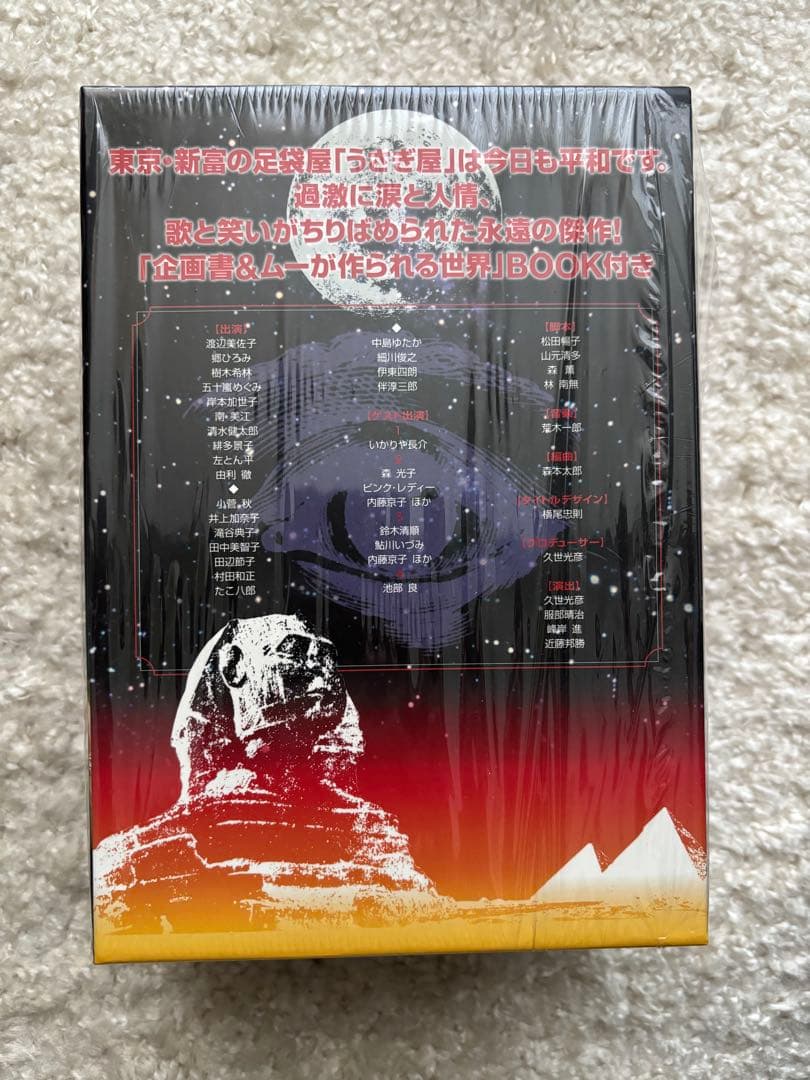 東京・新富の足袋屋「うさぎ屋」は今日も平和です。
過激に涙と人情、
歌と笑いがちりばめられた永遠の傑作!
「企画書&ムーが作られる世界」BOOK付き
【出演】
渡辺美佐子
郷ひろみ
樹木希林
五十嵐めぐみ
岸本加世子
南 美江
清水健太郎
緋多景子
左とん平
由利 徹
◆
小菅 秋
井上加奈子
滝谷典子
田中美智子
田辺節子
村田和正
たこ八郎
◆
中島ゆたか
細川俊之
伊東四朗
伴淳三郎
【ゲスト出演】
1
いかりや長介
2
森 光子
ピンク・レディー
内藤京子 ほか
3
鈴木清順
鮎川いづみ
内藤京子 ほか
4
池部 良
【脚本】
松田暢子
山元清多
森 薫
林 南無
【音楽】
荒木一郎
【編曲】
森本太郎
【タイトルデザイン】
横尾忠則
【プロデューサー】
久世光彦
【演出】
久世光彦
服部晴治
峰岸 進
近藤邦勝